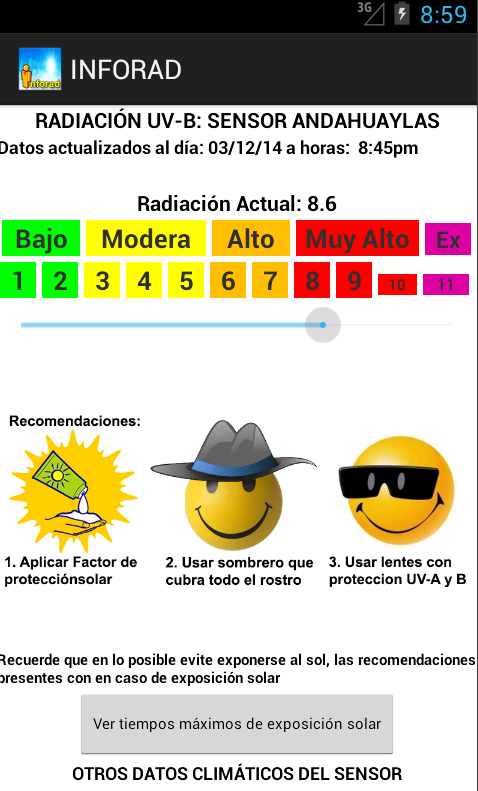 3G 8:59
Inforad INFORAD
RADIACIÓN UV-B: SENSOR ANDAHUAYLAS
Datos actualizados al día: 03/12/14 a horas: 8:45pm
Radiación Actual: 8.6
Bajo Modera Alto Muy Alto Ex
1 2 3 4 5 6 7 8 9 10 11
Recomendaciones:
1. Aplicar Factor de
protecciónsolar
2. Usar sombrero que
cubra todo el rostro
3. Usar lentes con
proteccion UV-A y B
Recuerde que en lo posible evite exponerse al sol, las recomendaciones
presentes con en caso de exposición solar
Ver tiempos máximos de exposición solar
OTROS DATOS CLIMÁTICOS DEL SENSOR